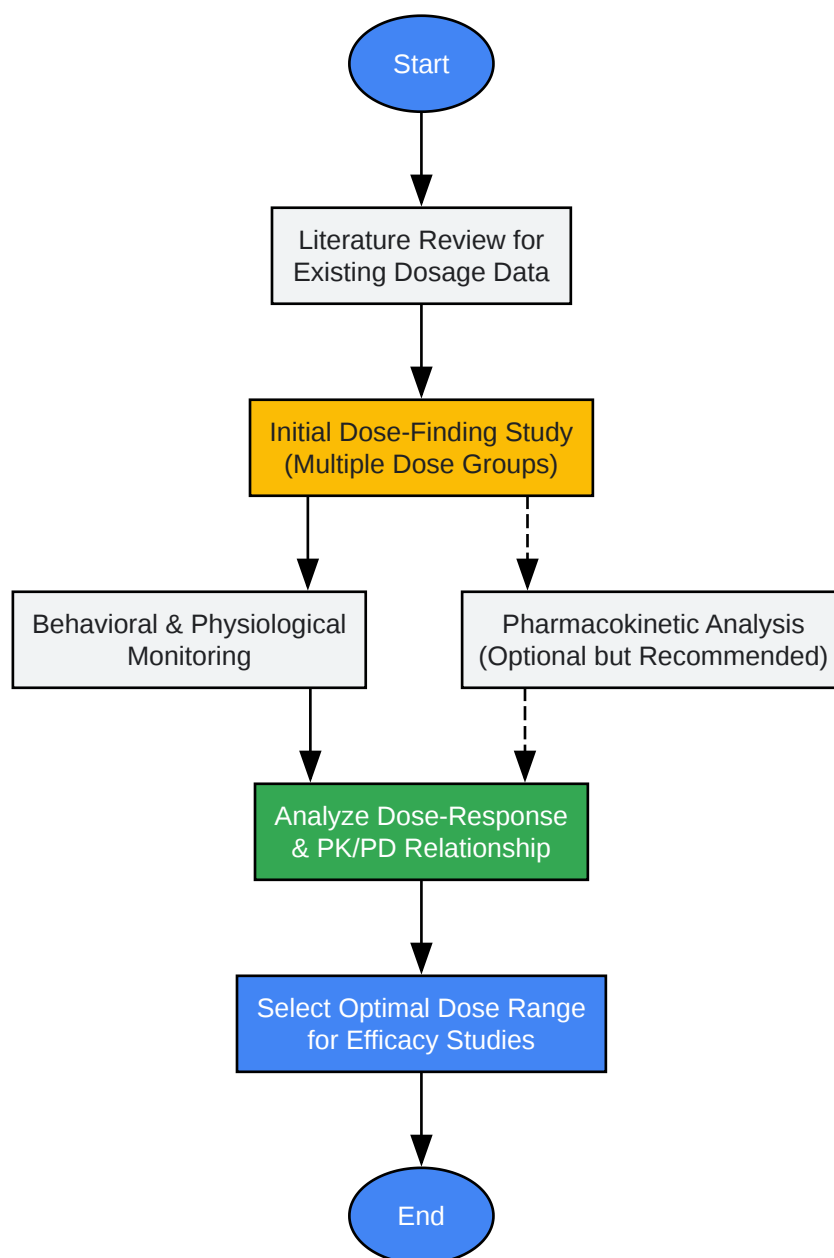 Start
Literature Review for
Existing Dosage Data
Initial Dose-Finding Study
(Multiple Dose Groups)
Behavioral & Physiological
Monitoring
Pharmacokinetic Analysis
(Optional but Recommended)
Analyze Dose-Response
& PK/PD Relationship
Select Optimal Dose Range
for Efficacy Studies
End